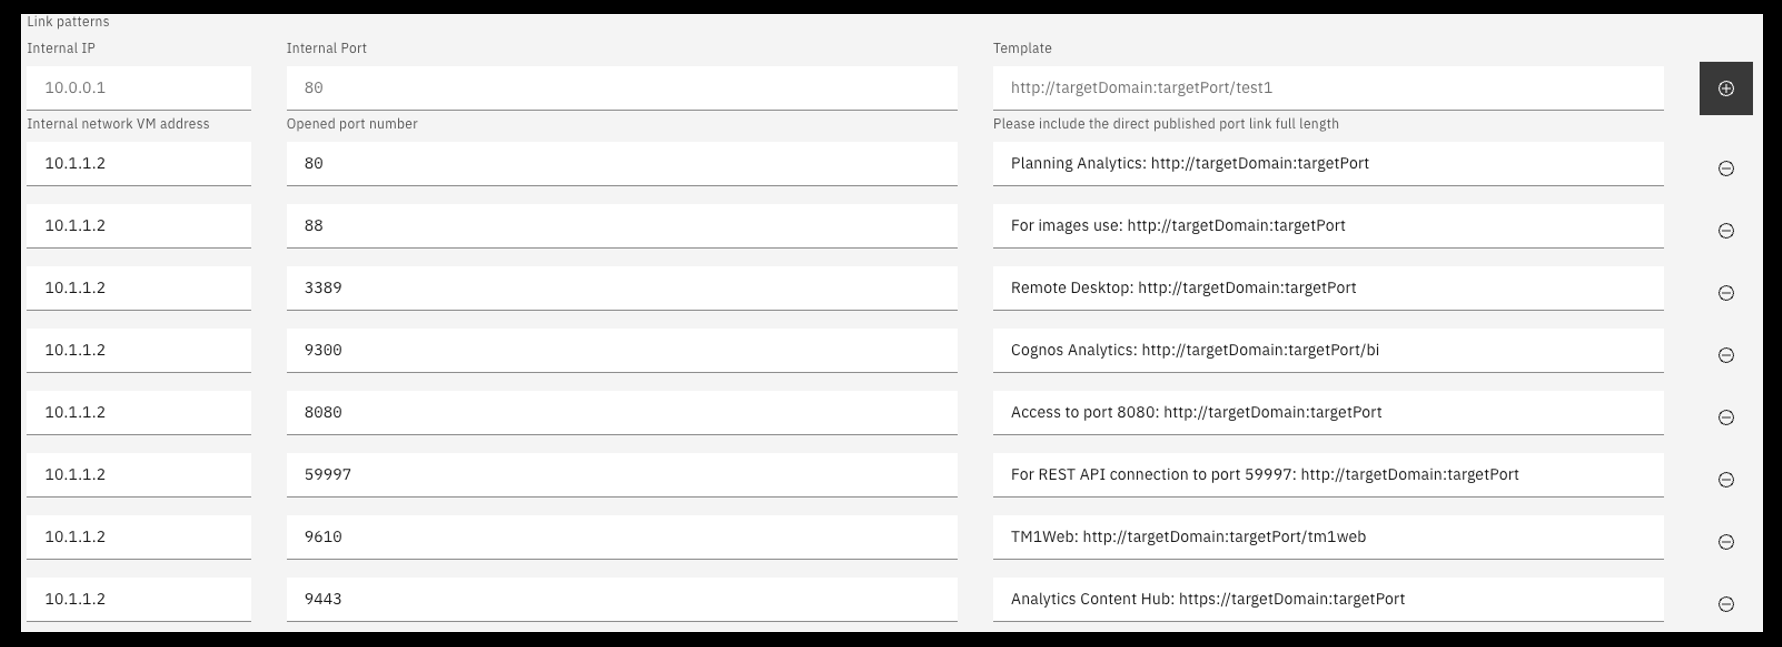 Link patterns
Internal IP Internal Port Template
10.0.0.1 80 http://targetDomain:targetPort/test1
Internal network VM address Opened port number Please include the direct published port link full length
10.1.1.2 80 Planning Analytics: http://targetDomain:targetPort
10.1.1.2 88 For images use: http://targetDomain:targetPort
10.1.1.2 3389 Remote Desktop: http://targetDomain:targetPort
10.1.1.2 9300 Cognos Analytics: http://targetDomain:targetPort/bi
10.1.1.2 8080 Access to port 8080: http://targetDomain:targetPort
10.1.1.2 59997 For REST API connection to port 59997: http://targetDomain:targetPort
10.1.1.2 9610 TM1Web: http://targetDomain:targetPort/tm1web
10.1.1.2 9443 Analytics Content Hub: https://targetDomain:targetPort